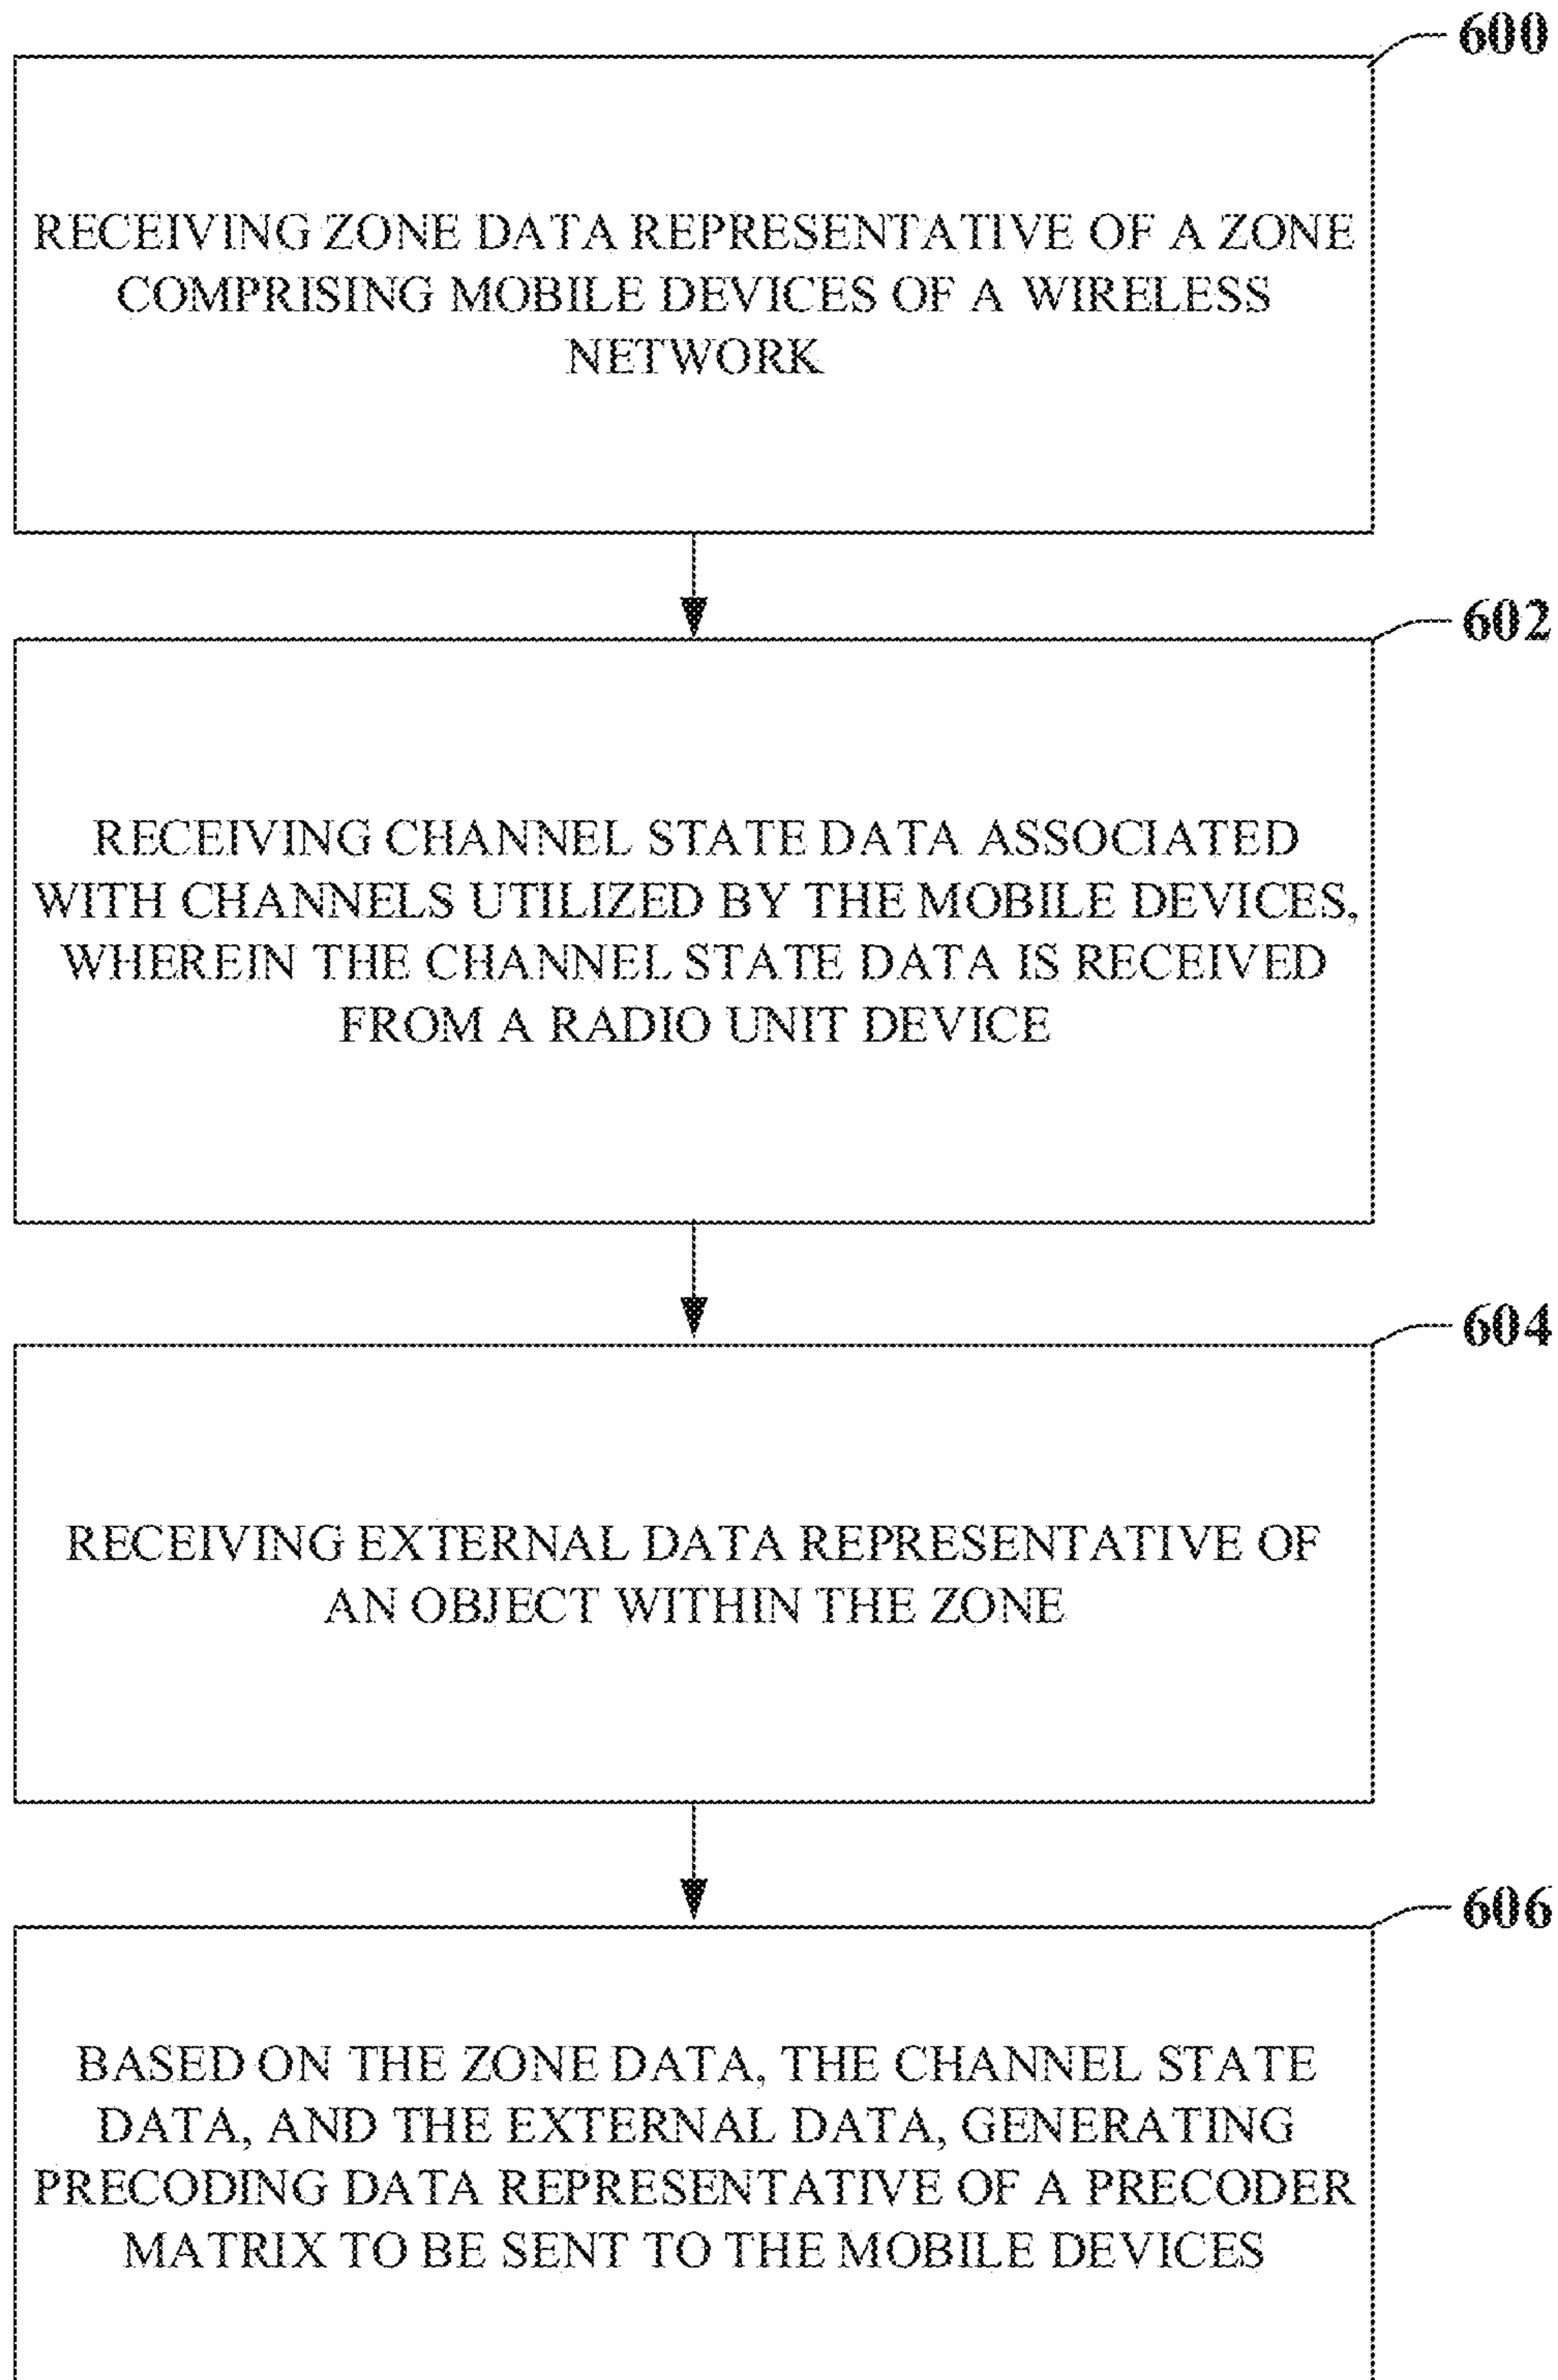 600
RECEIVING ZONE DATA REPRESENTATIVE OF A ZONE
COMPRISING MOBILE DEVICES OF A WIRELESS
NETWORK
602
RECEIVING CHANNEL STATE DATA ASSOCIATED
WITH CHANNELS UTILIZED BY THE MOBILE DEVICES,
WHEREIN THE CHANNEL STATE DATA IS RECEIVED
FROM A RADIO UNIT DEVICE
604
RECEIVING EXTERNAL DATA REPRESENTATIVE OF
AN OBJECT WITHIN THE ZONE
606
BASED ON THE ZONE DATA, THE CHANNEL STATE
DATA, AND THE EXTERNAL DATA, GENERATING
PRECODING DATA REPRESENTATIVE OF A PRECODER
MATRIX TO BE SENT TO THE MOBILE DEVICES